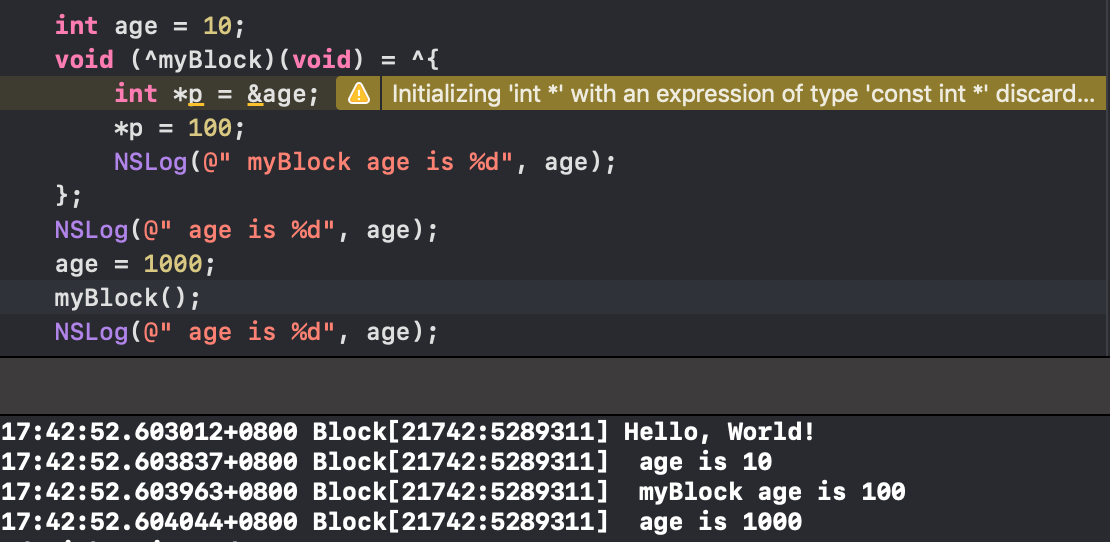 int age = 10;
void (^myBlock)(void) = ^{
int *p = &age; Initializing 'int *' with an expression of type 'const int *' discard...
*p = 100;
NSLog(@" myBlock age is %d", age);
};
NSLog(@" age is %d", age);
age = 1000;
myBlock();
NSLog(@" age is %d", age);
17:42:52.603012+0800 Block[21742:5289311] Hello, World!
17:42:52.603837+0800 Block[21742:5289311]  age is 10
17:42:52.603963+0800 Block[21742:5289311]  myBlock age is 100
17:42:52.604044+0800 Block[21742:5289311]  age is 1000